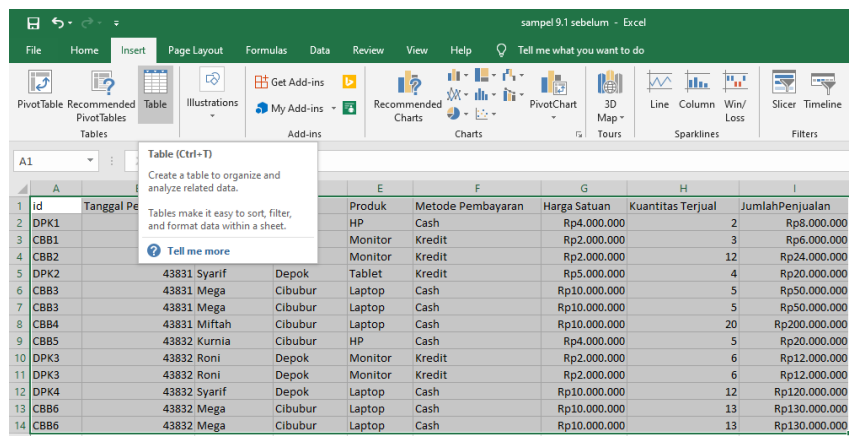 sampel 9.1 sebelum - Excel
File Home Insert Page Layout Formulas Data Review View Help Tell me what you want to do
PivotTable Recommended PivotTables Table Illustrations Get Add-ins My Add-ins Recommended Charts PivotChart 3D Map Line Column Win/ Loss Slicer Timeline
Tables Add-ins Charts Tours Sparklines Filters
A1
Table (Ctrl+T)
Create a table to organize and
analyze related data.
Tables make it easy to sort, filter,
and format data within a sheet.
Tell me more
A E F G H I
1 id Tanggal Pe Produk Metode Pembayaran Harga Satuan Kuantitas Terjual JumlahPenjualan
2 DPK1 HP Cash Rp4.000.000 2 Rp8.000.000
3 CBB1 Monitor Kredit Rp2.000.000 3 Rp6.000.000
4 CBB2 Monitor Kredit Rp2.000.000 12 Rp24.000.000
5 DPK2 43831 Syarif Depok Tablet Kredit Rp5.000.000 4 Rp20.000.000
6 CBB3 43831 Mega Cibubur Laptop Cash Rp10.000.000 5 Rp50.000.000
7 CBB3 43831 Mega Cibubur Laptop Cash Rp10.000.000 5 Rp50.000.000
8 CBB4 43831 Miftah Cibubur Laptop Cash Rp10.000.000 20 Rp200.000.000
9 CBB5 43832 Kurnia Cibubur HP Cash Rp4.000.000 5 Rp20.000.000
10 DPK3 43832 Roni Depok Monitor Kredit Rp2.000.000 6 Rp12.000.000
11 DPK3 43832 Roni Depok Monitor Kredit Rp2.000.000 6 Rp12.000.000
12 DPK4 43832 Syarif Depok Laptop Cash Rp10.000.000 12 Rp120.000.000
13 CBB6 43832 Mega Cibubur Laptop Cash Rp10.000.000 13 Rp130.000.000
14 CBB6 43832 Mega Cibubur Laptop Cash Rp10.000.000 13 Rp130.000.000